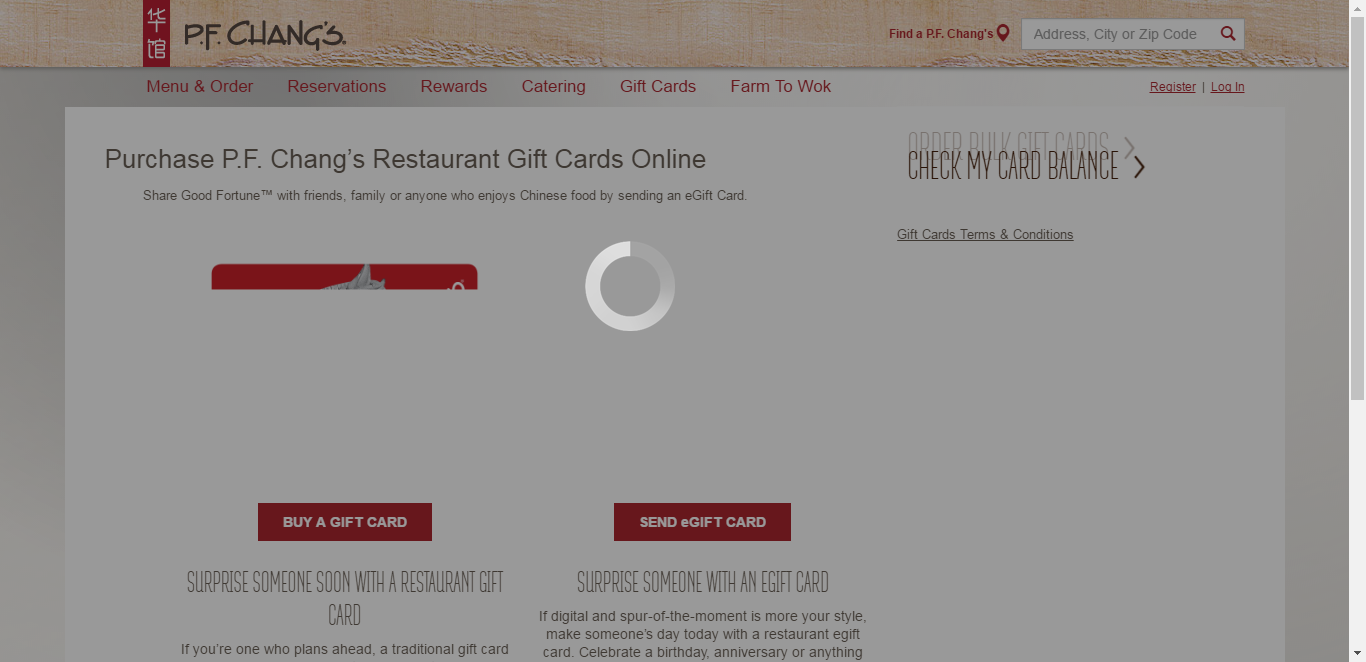 华
馆
P.F. CHANG'S®
Find a P.F. Chang's
Address, City or Zip Code
Menu & Order
Reservations
Rewards
Catering
Gift Cards
Farm To Wok
Register | Log In
Purchase P.F. Chang’s Restaurant Gift Cards Online
Share Good Fortune™ with friends, family or anyone who enjoys Chinese food by sending an eGift Card.
ORDER BULK GIFT CARDS
CHECK MY CARD BALANCE
Gift Cards Terms & Conditions
BUY A GIFT CARD
SURPRISE SOMEONE SOON WITH A RESTAURANT GIFT
CARD
If you’re one who plans ahead, a traditional gift card
SEND eGIFT CARD
SURPRISE SOMEONE WITH AN EGIFT CARD
If digital and spur-of-the-moment is more your style,
make someone’s day today with a restaurant egift
card. Celebrate a birthday, anniversary or anything